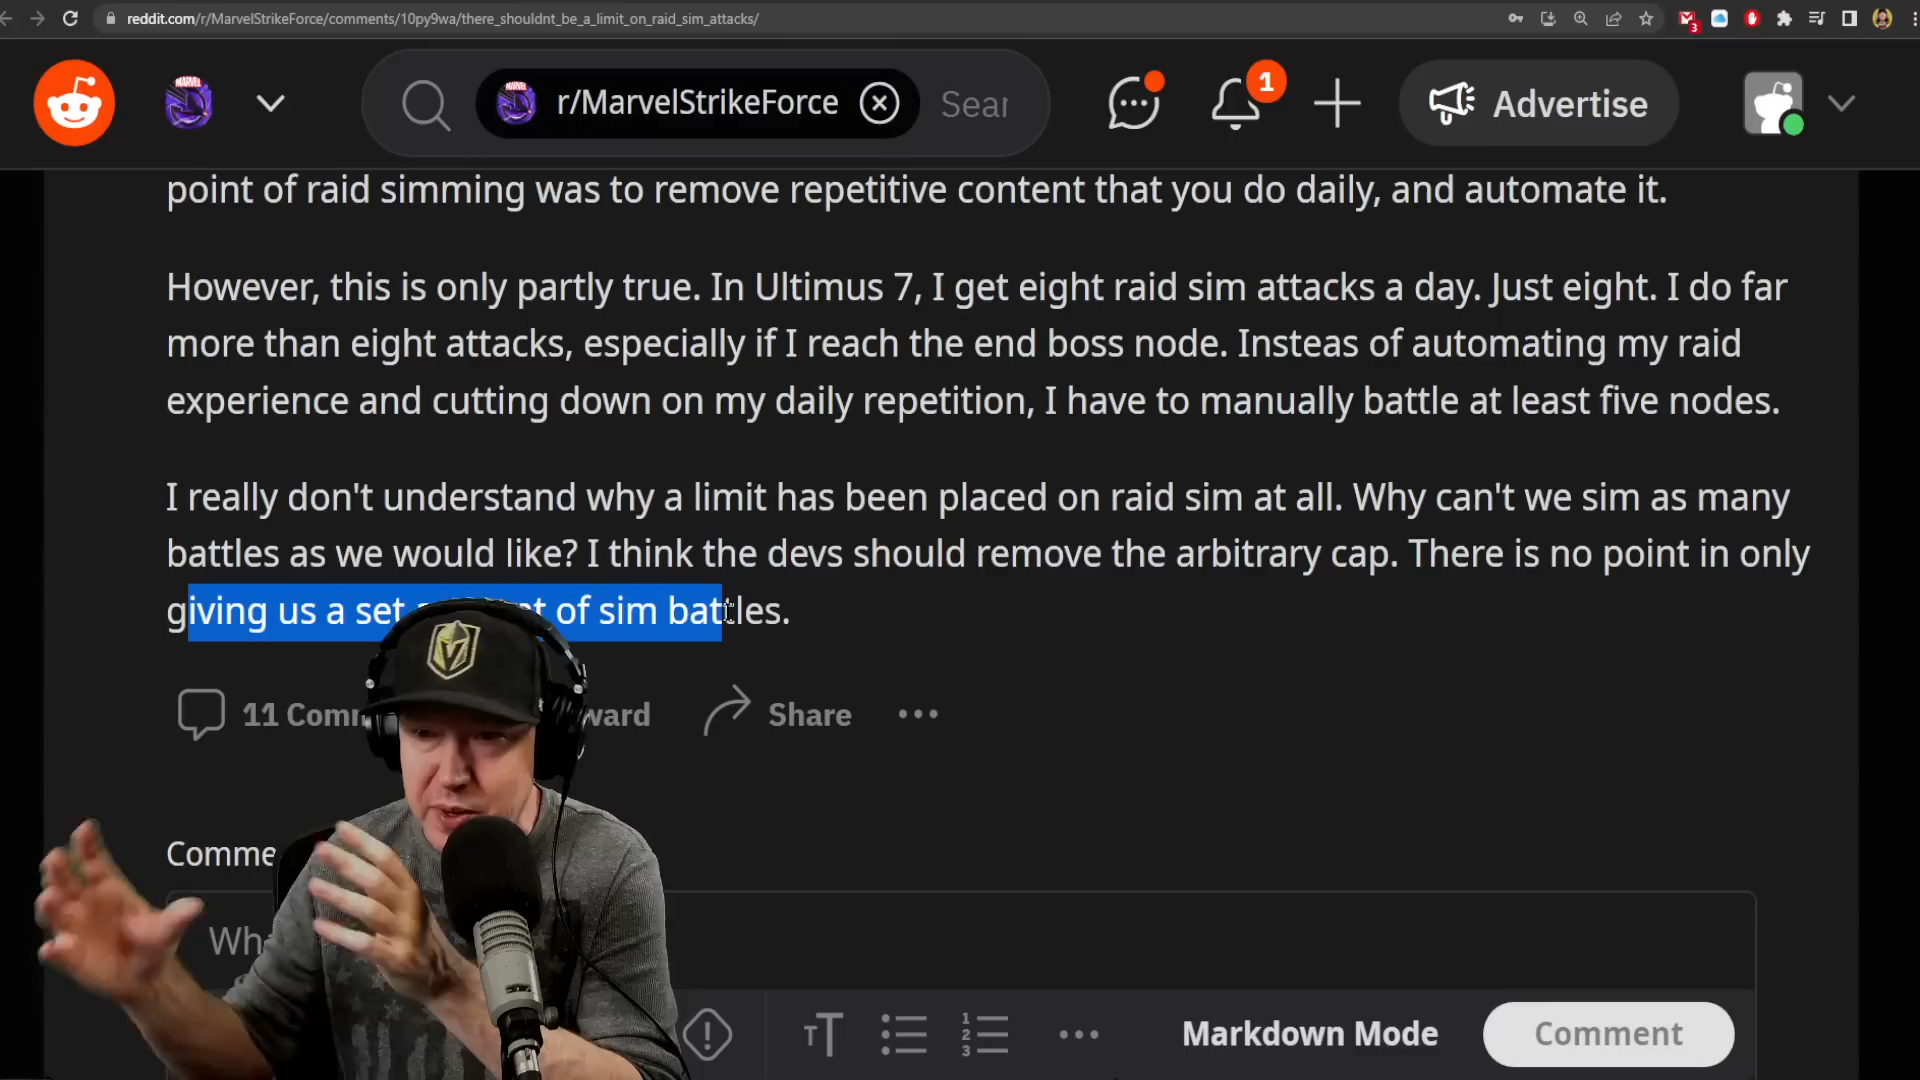 reddit.com/r/MarvelStrikeForce/comments/10py9wa/there_shouldnt_be_a_limit_on_raid_sim_attacks/
3
MARVEL
MARVEL
r/MarvelStrikeForce
Sear
1
Advertise
point of raid simming was to remove repetitive content that you do daily, and automate it.
However, this is only partly true. In Ultimus 7, I get eight raid sim attacks a day. Just eight. I do far
more than eight attacks, especially if I reach the end boss node. Insteas of automating my raid
experience and cutting down on my daily repetition, I have to manually battle at least five nodes.
I really don't understand why a limit has been placed on raid sim at all. Why can't we sim as many
battles as we would like? I think the devs should remove the arbitrary cap. There is no point in only
giving us a set of sim battles.
11 Comm ward Share
Comme
Wha
Markdown Mode
Comment